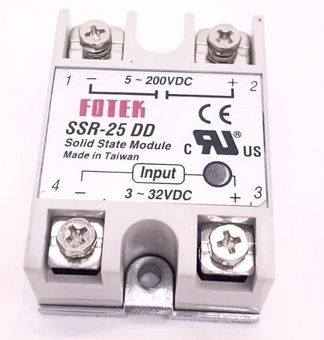 5~200VDC
1 − + 2
FOTEK CE
SSR-25 DD
Solid State Module c RU US
Made in Taiwan
Input
4 − + 3
3~32VDC